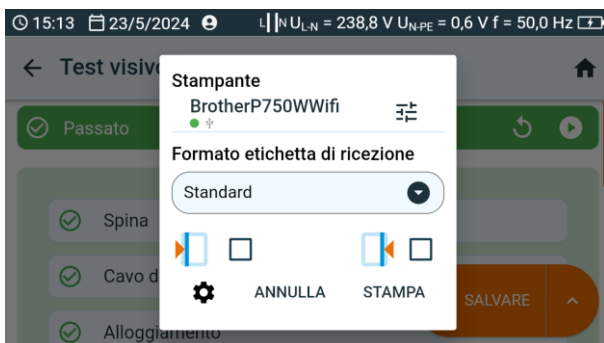 15:13 23/5/2024 L N UL-N = 238,8 V UN-PE = 0,6 V f = 50,0 Hz
Test visivo
Stampante
BrotherP750WWifi
Passato
Formato etichetta di ricezione
Standard
Spina
Cavo d
ANNULLA STAMPA
SALVARE
Alloggiamento